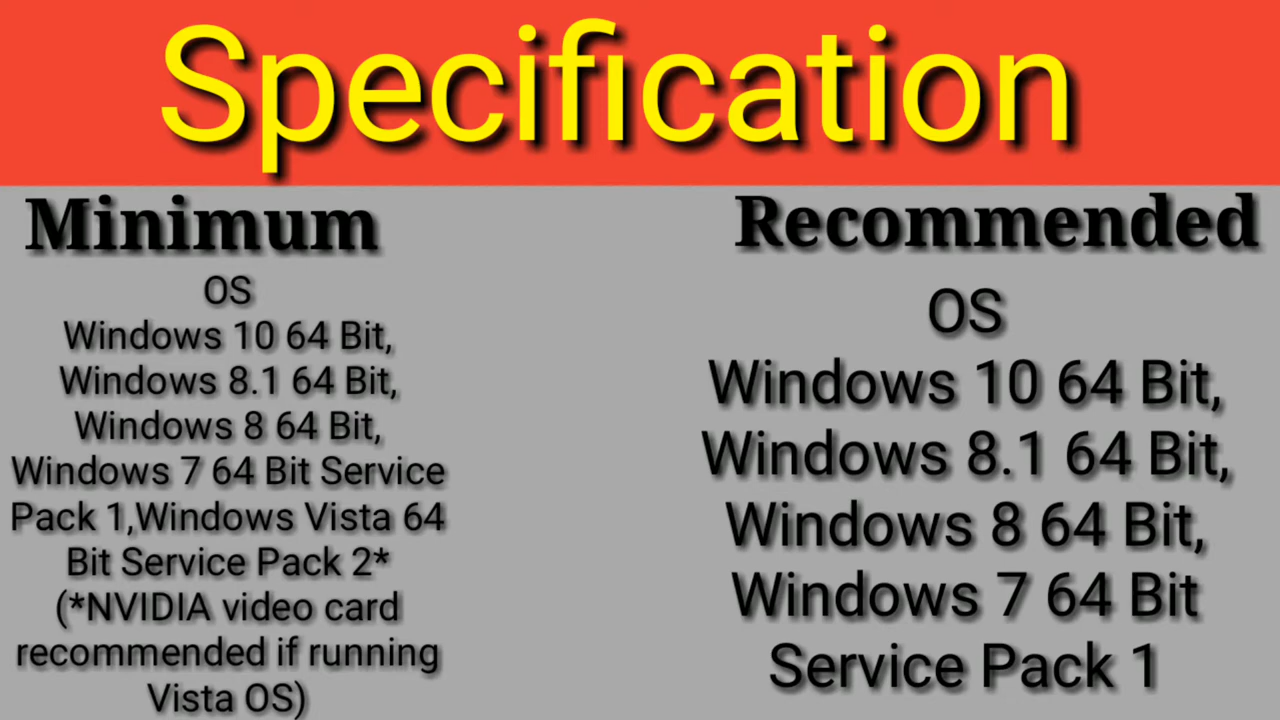 Specification
Minimum
OS
Windows 10 64 Bit,
Windows 8.1 64 Bit,
Windows 8 64 Bit,
Windows 7 64 Bit Service
Pack 1,Windows Vista 64
Bit Service Pack 2*
(*NVIDIA video card
recommended if running
Vista OS)
Recommended
OS
Windows 10 64 Bit,
Windows 8.1 64 Bit,
Windows 8 64 Bit,
Windows 7 64 Bit
Service Pack 1